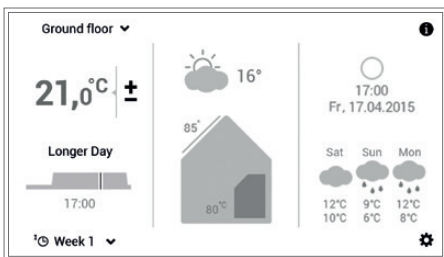 Ground floor
21,0°C ±
Longer Day
17:00
¹ Week 1
16°
85°
80°C
17:00
Fr, 17.04.2015
Sat Sun Mon
12°C 9°C 12°C
10°C 6°C 8°C